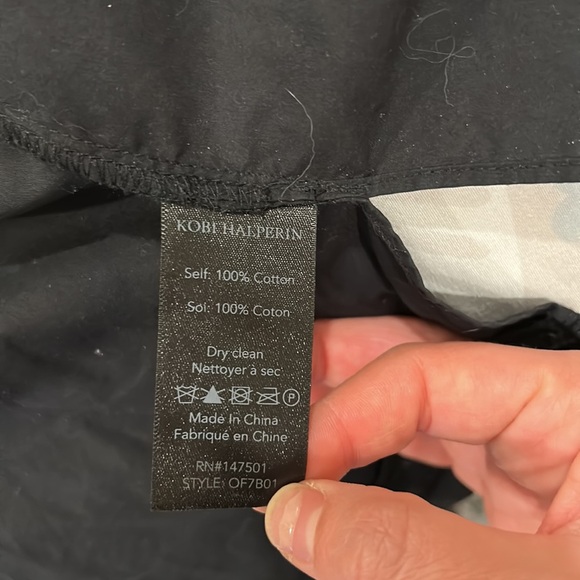 KOBI HALPERIN
Self: 100% Cotton
Soi: 100% Coton
Dry clean
Nettoyer à sec
P
Made In China
Fabriqué en Chine
RN#147501
STYLE: OF7B01